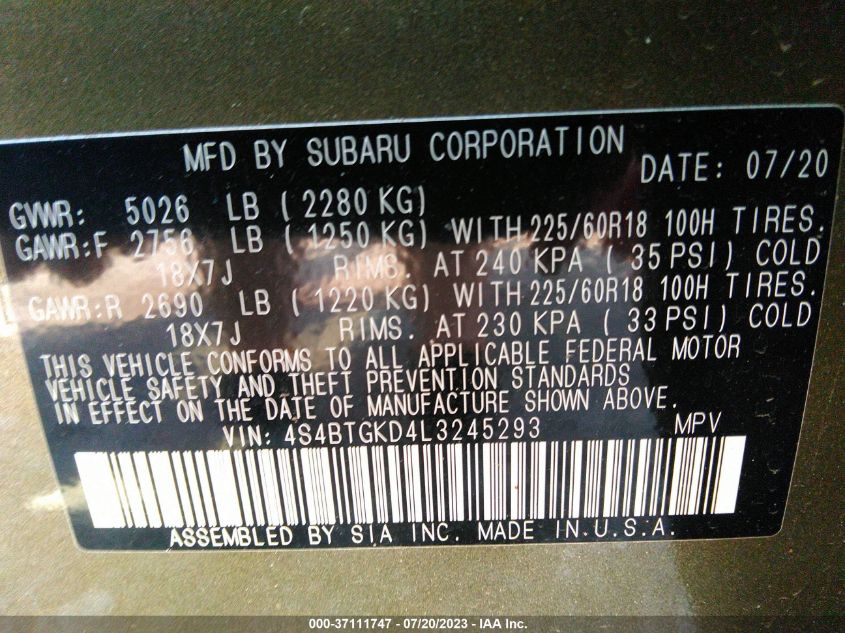 MFD BY SUBARU CORPORATION DATE: 07/20
GVWR: 5026 LB ( 2280 KG)
GAWR:F 2756 LB ( 1250 KG) WITH 225/60R18 100H TIRES.
18X7J RIMS. AT 240 KPA ( 35 PSI) COLD
GAWR:R 2690 LB ( 1220 KG) WITH 225/60R18 100H TIRES.
18X7J RIMS. AT 230 KPA ( 33 PSI) COLD
THIS VEHICLE CONFORMS TO ALL APPLICABLE FEDERAL MOTOR
VEHICLE SAFETY AND THEFT PREVENTION STANDARDS
IN EFFECT ON THE DATE OF MANUFACTURE SHOWN ABOVE.
VIN: 4S4BTGKD4L3245293 MPV
ASSEMBLED BY SIA INC. MADE IN U.S.A.
000-37111747 - 07/20/2023 - IAA Inc.